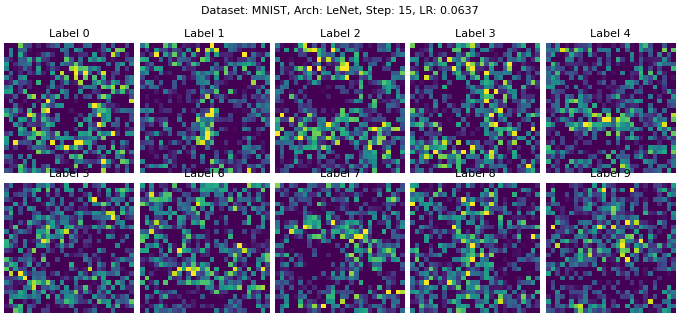 Dataset: MNIST, Arch: LeNet, Step: 15, LR: 0.0637
Label 0 Label 1 Label 2 Label 3 Label 4
Label 5 Label 6 Label 7 Label 8 Label 9